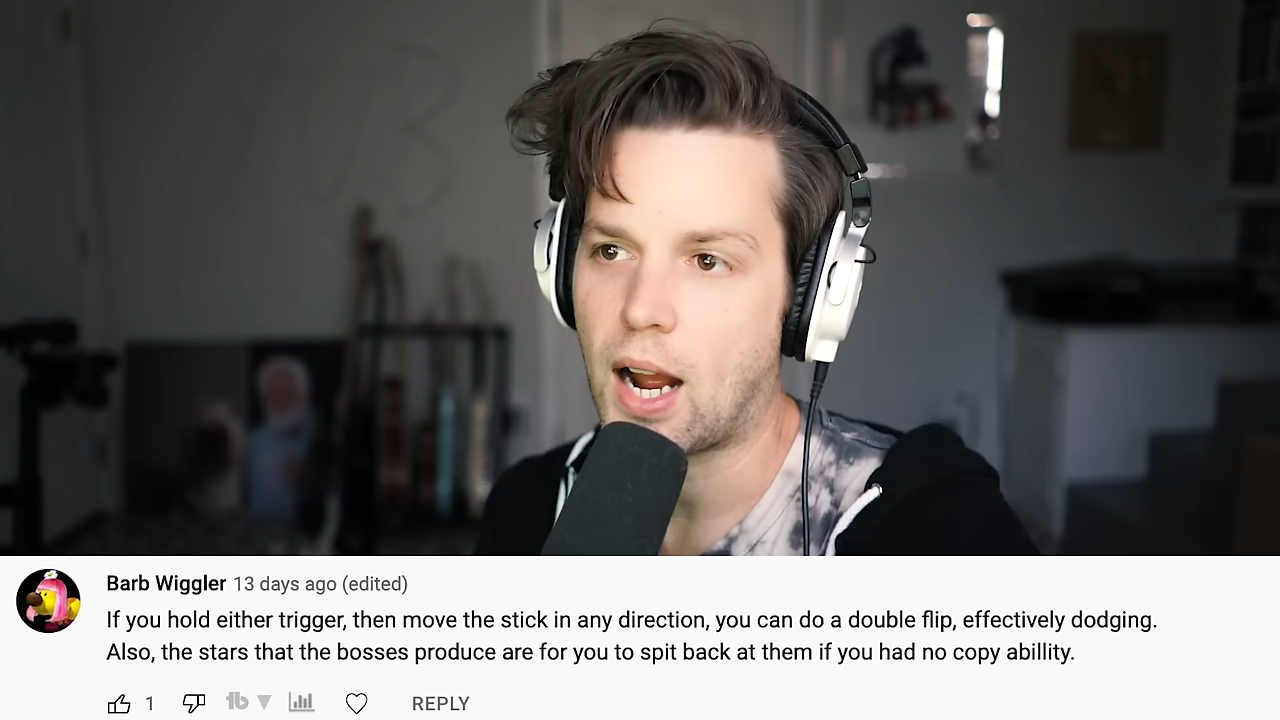 Barb Wiggler 13 days ago (edited)
If you hold either trigger, then move the stick in any direction, you can do a double flip, effectively dodging.
Also, the stars that the bosses produce are for you to spit back at them if you had no copy abillity.
1
REPLY